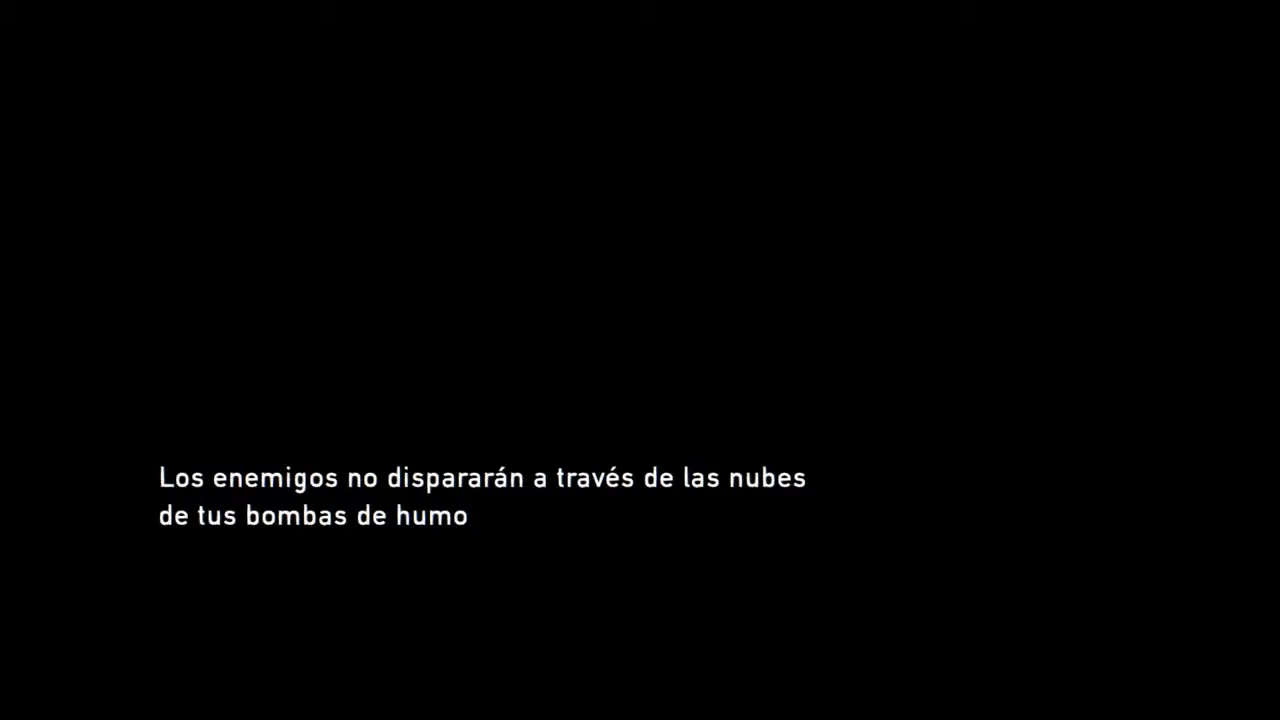 Los enemigos no dispararán a través de las nubes
de tus bombas de humo